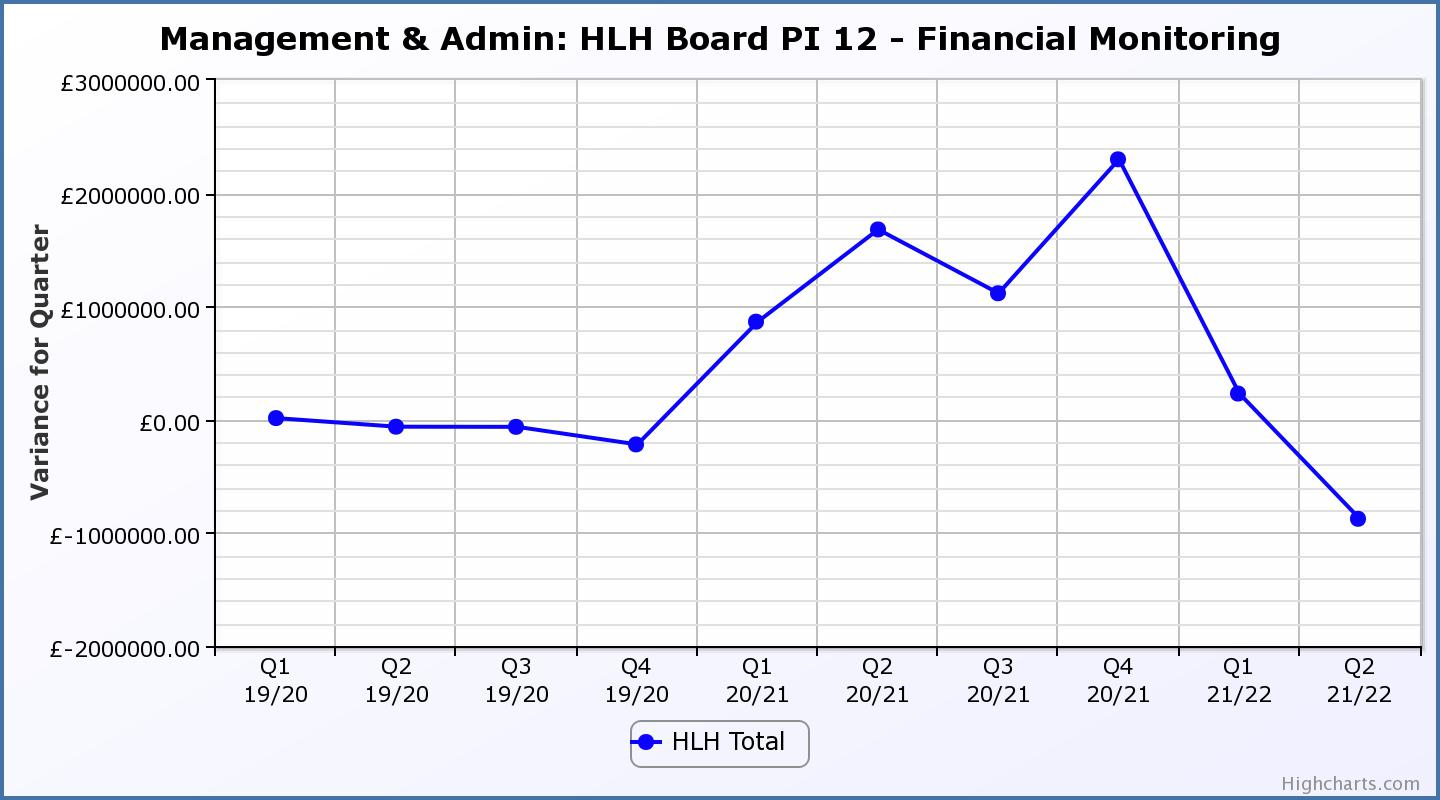 Management & Admin: HLH Board PI 12 - Financial Monitoring
Variance for Quarter
£3000000.00
£2000000.00
£1000000.00
£0.00
£-1000000.00
£-2000000.00
Q1 Q2 Q3 Q4 Q1 Q2 Q3 Q4 Q1 Q2
19/20 19/20 19/20 19/20 20/21 20/21 20/21 20/21 21/22 21/22
HLH Total
Highcharts.com